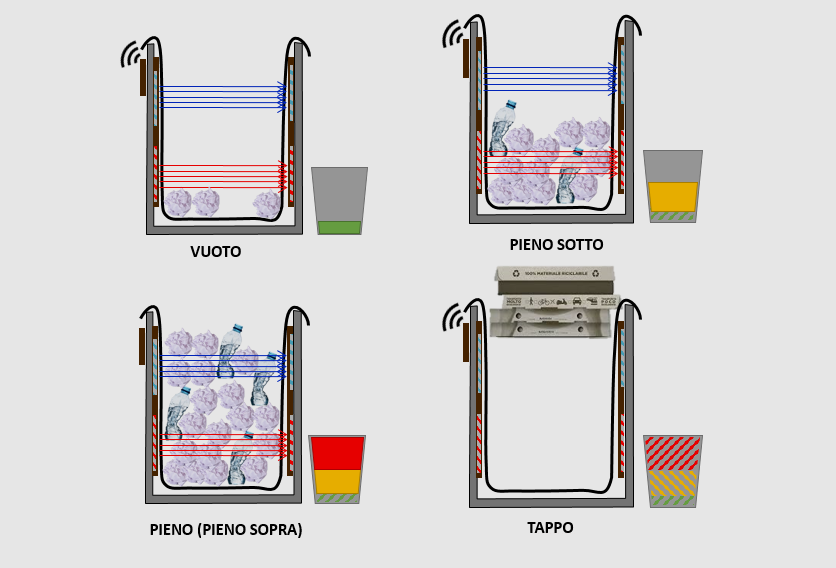 VUOTO
PIENO SOTTO
100% MATERIALE RICICLABILE
PIENO (PIENO SOPRA)
TAPPO